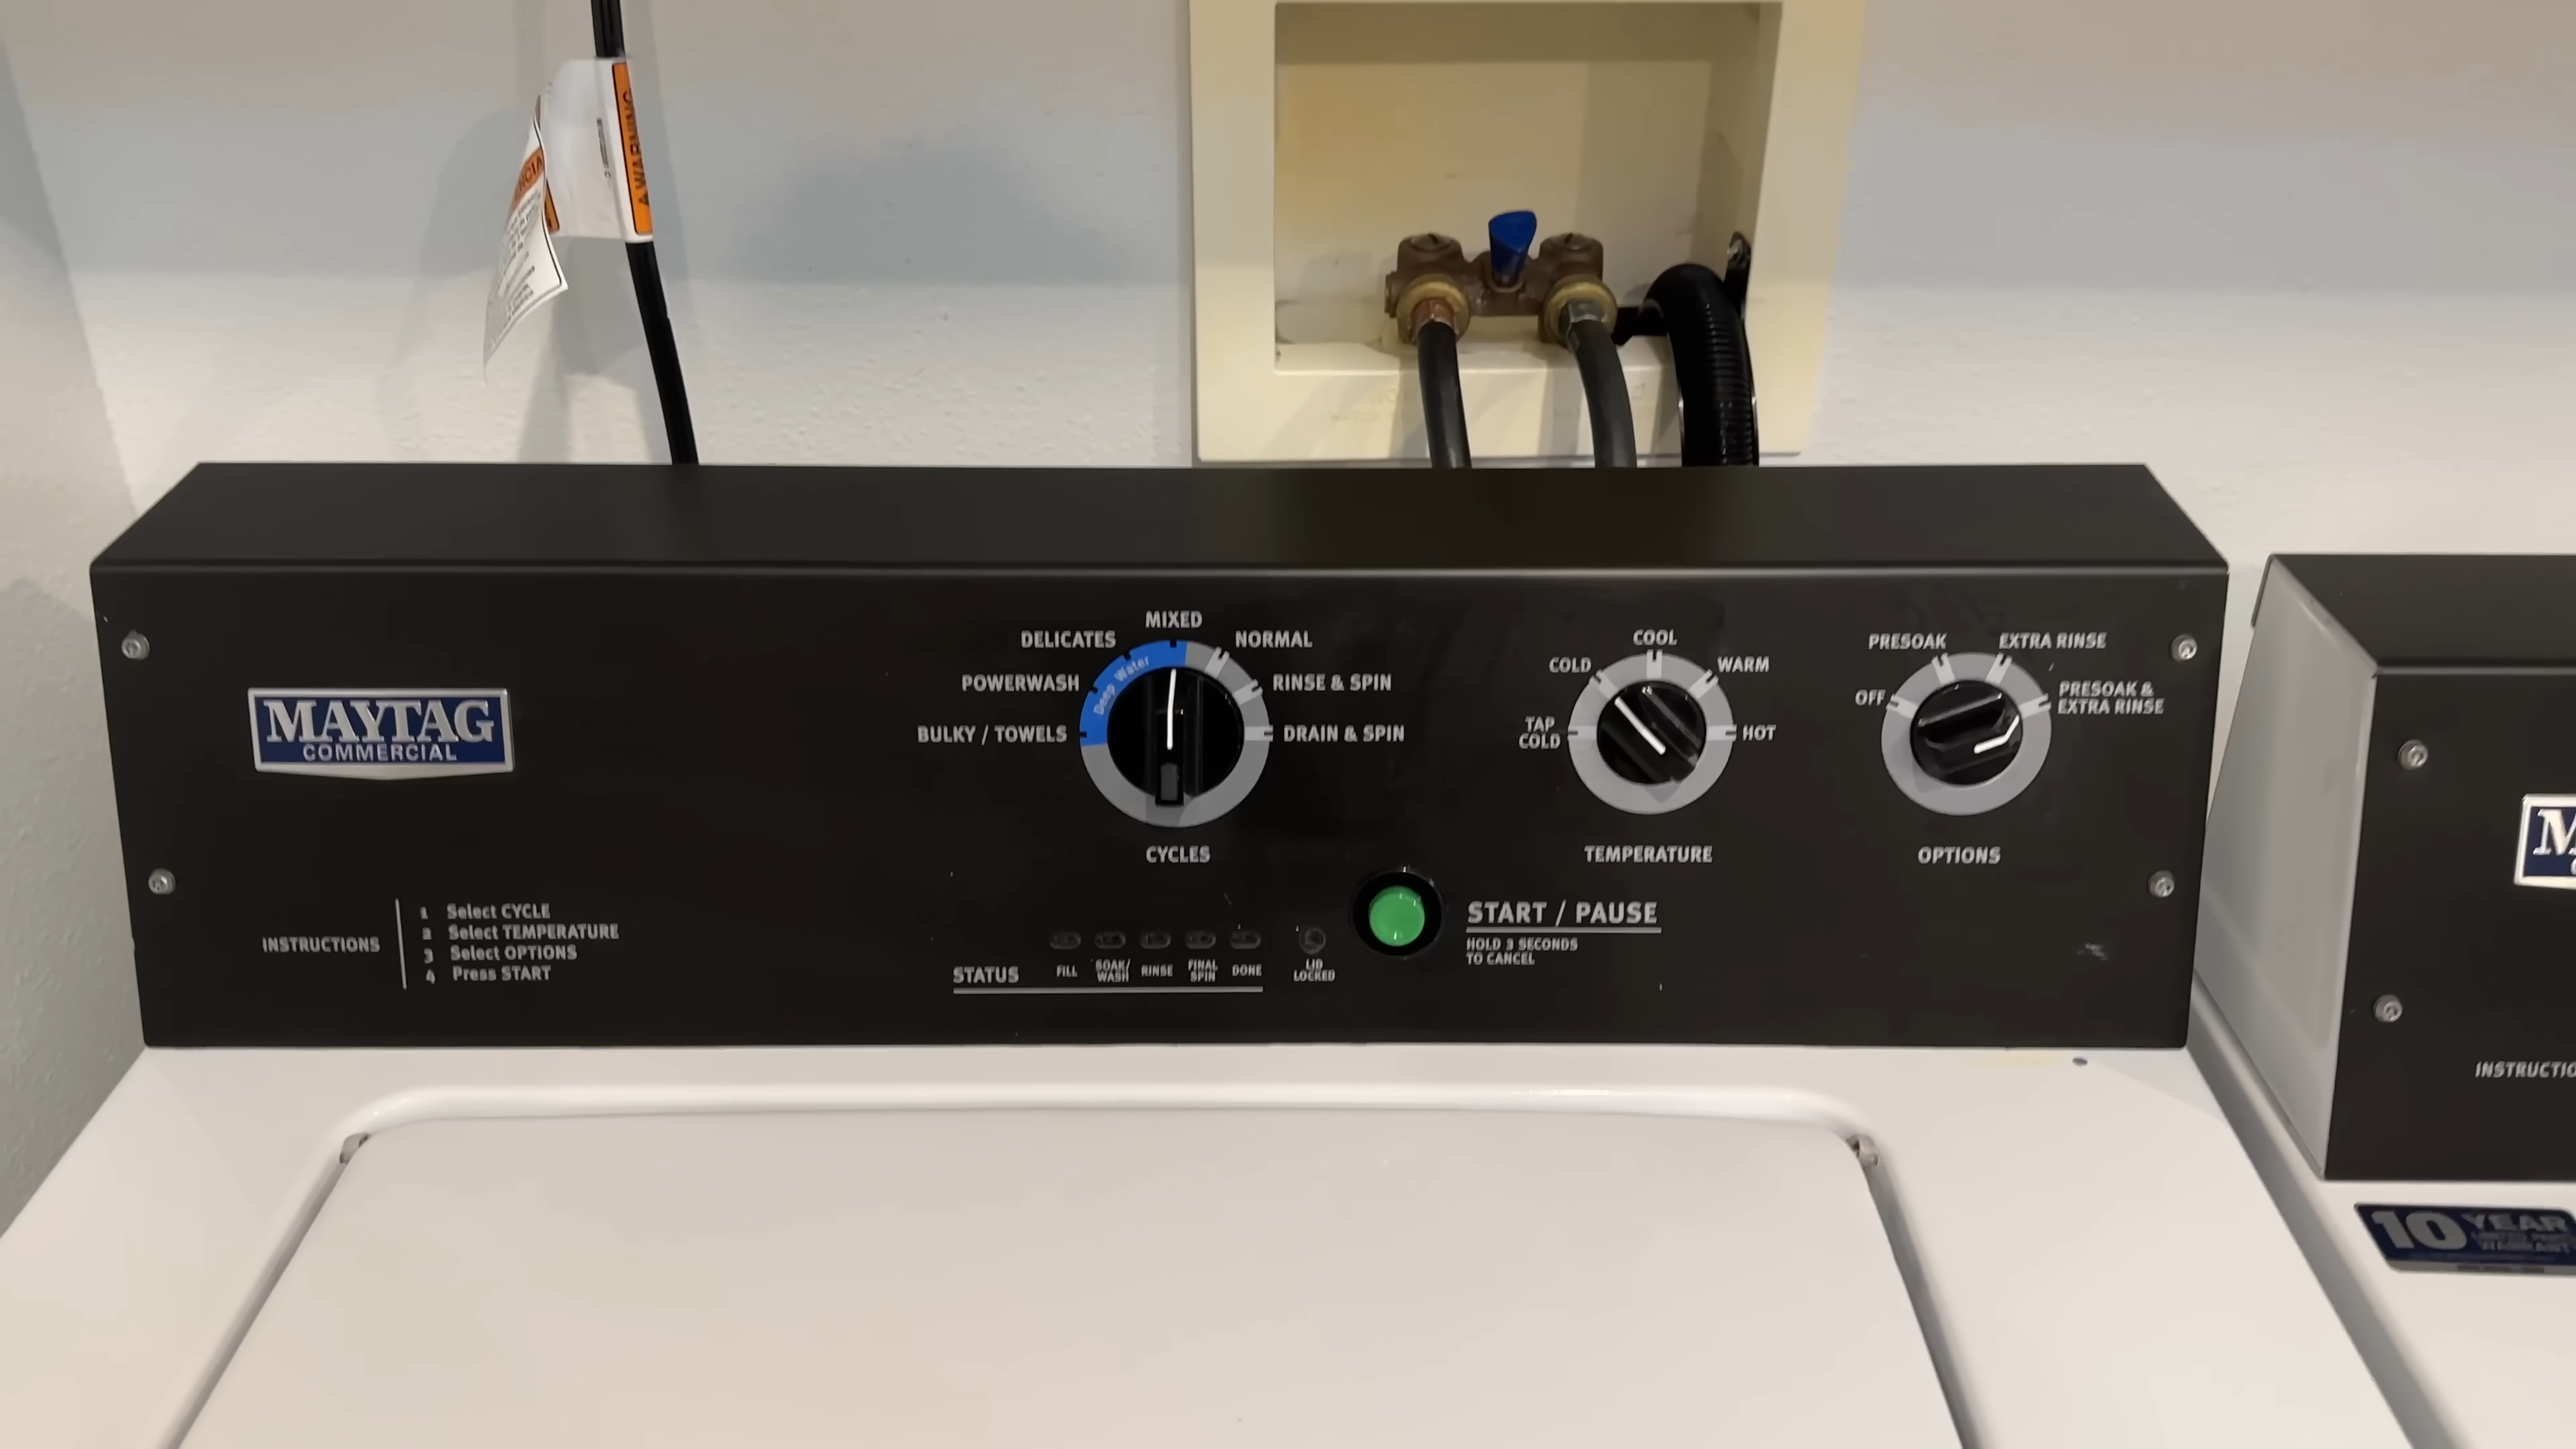 WARNING
MIXED
DELICATES
NORMAL
POWERWASH
Deep Water
RINSE & SPIN
BULKY / TOWELS
DRAIN & SPIN
CYCLES
COOL
COLD
WARM
TAP
COLD
HOT
TEMPERATURE
PRESOAK
EXTRA RINSE
OFF
PRESOAK &
EXTRA RINSE
OPTIONS
MAYTAG
COMMERCIAL
INSTRUCTIONS
1 Select CYCLE
2 Select TEMPERATURE
3 Select OPTIONS
4 Press START
STATUS
FILL
SOAK/
WASH
RINSE
FINAL
SPIN
DONE
LID
LOCKED
START / PAUSE
HOLD 3 SECONDS
TO CANCEL
M
INSTRUCTIO
10 YEAR